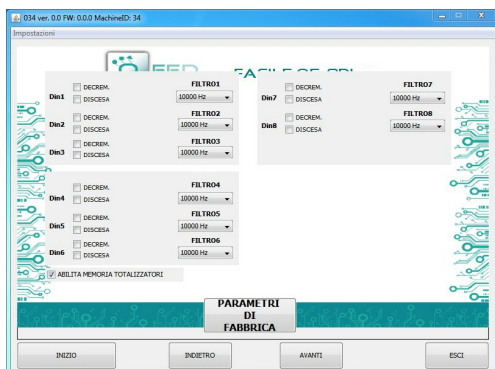 034 ver. 0.0 FW: 0.0.0 MachineID: 34
Impostazioni
DECREM.
Din1
DISCESA
FILTRO1
10000 Hz
DECREM.
Din2
DISCESA
FILTRO2
10000 Hz
Din3
DECREM.
DISCESA
FILTRO3
10000 Hz
DECREM.
Din4
DISCESA
FILTRO4
10000 Hz
DECREM.
Din5
DISCESA
FILTRO5
10000 Hz
DECREM.
Din6
DISCESA
FILTRO6
10000 Hz
DECREM.
Din7
DISCESA
FILTRO7
10000 Hz
DECREM.
Din8
DISCESA
FILTRO8
10000 Hz
ABILITA MEMORIA TOTALIZZATORI
PARAMETRI
DI
FABBRICA
INIZIO
INDIETRO
AVANTI
ESCI